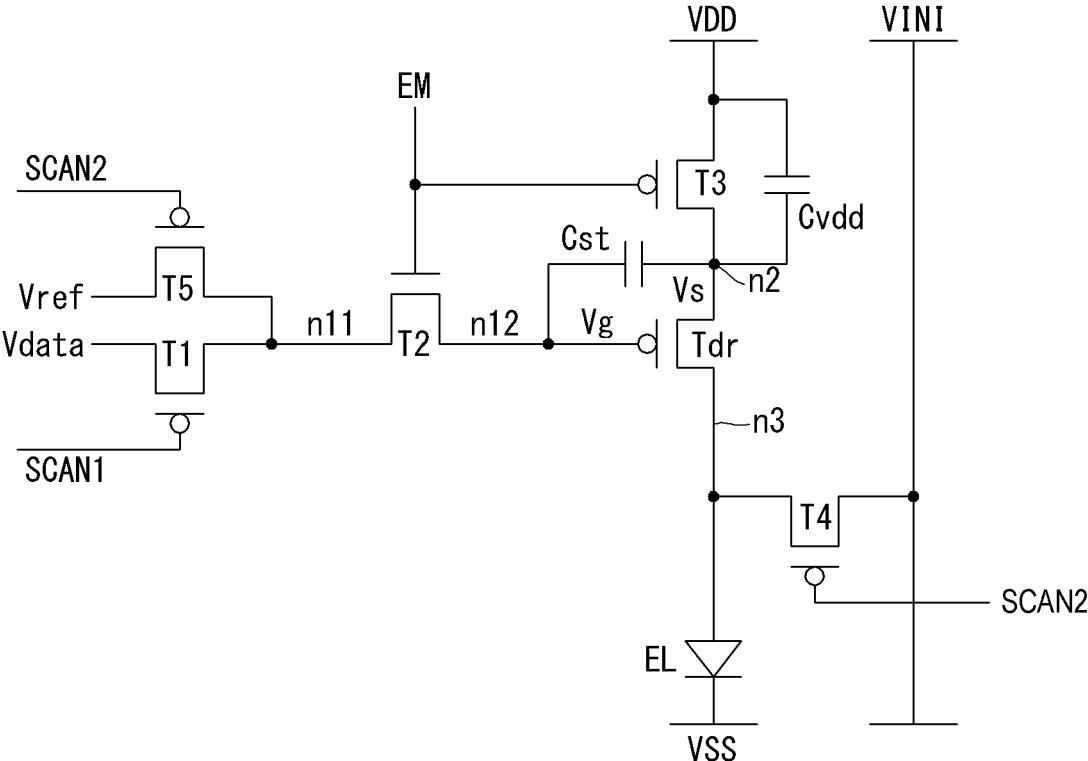 VDD
VINI
EM
SCAN2
T3
Cvdd
Cst
n2
Vref
T5
Vs
n11
T2
n12
Vg
Vdata
T1
Tdr
n3
SCAN1
T4
SCAN2
EL
VSS